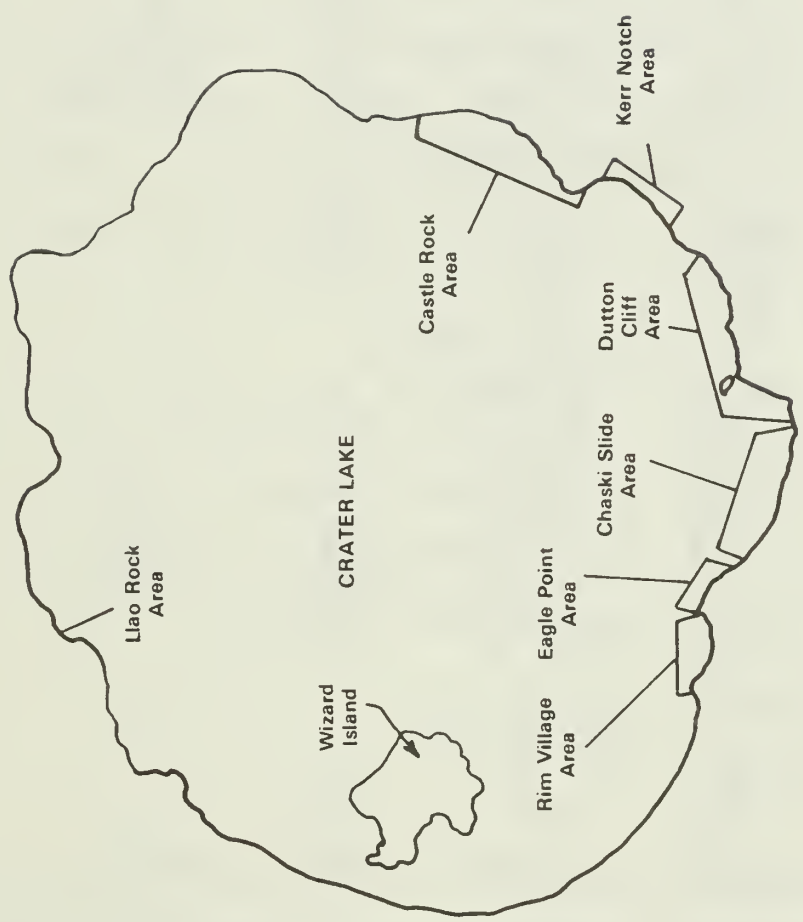 Llao Rock
Area
CRATER LAKE
Wizard
Island
Castle Rock
Area
Kerr Notch
Area
Dutton
Cliff
Area
Chaski Slide
Area
Eagle Point
Area
Rim Village
Area